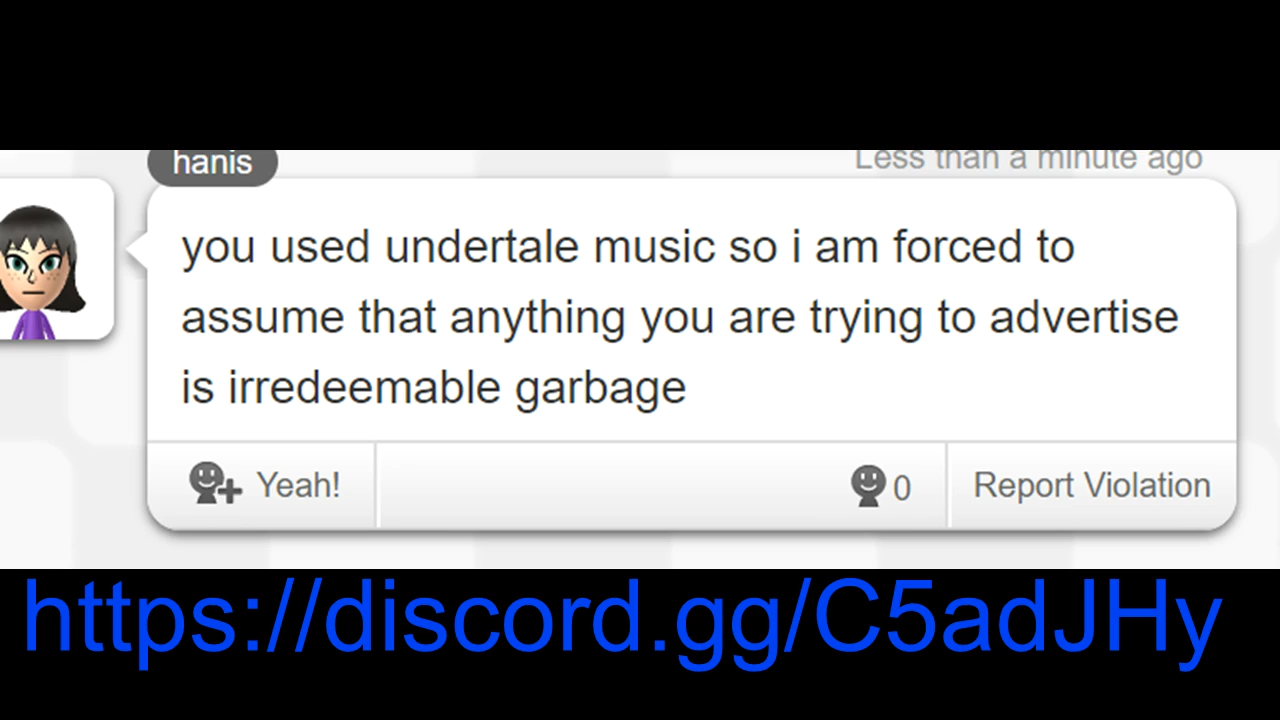 hanis
Less than a minute ago
you used undertale music so i am forced to
assume that anything you are trying to advertise
is irredeemable garbage
Yeah!
0
Report Violation
https://discord.gg/C5adJHy